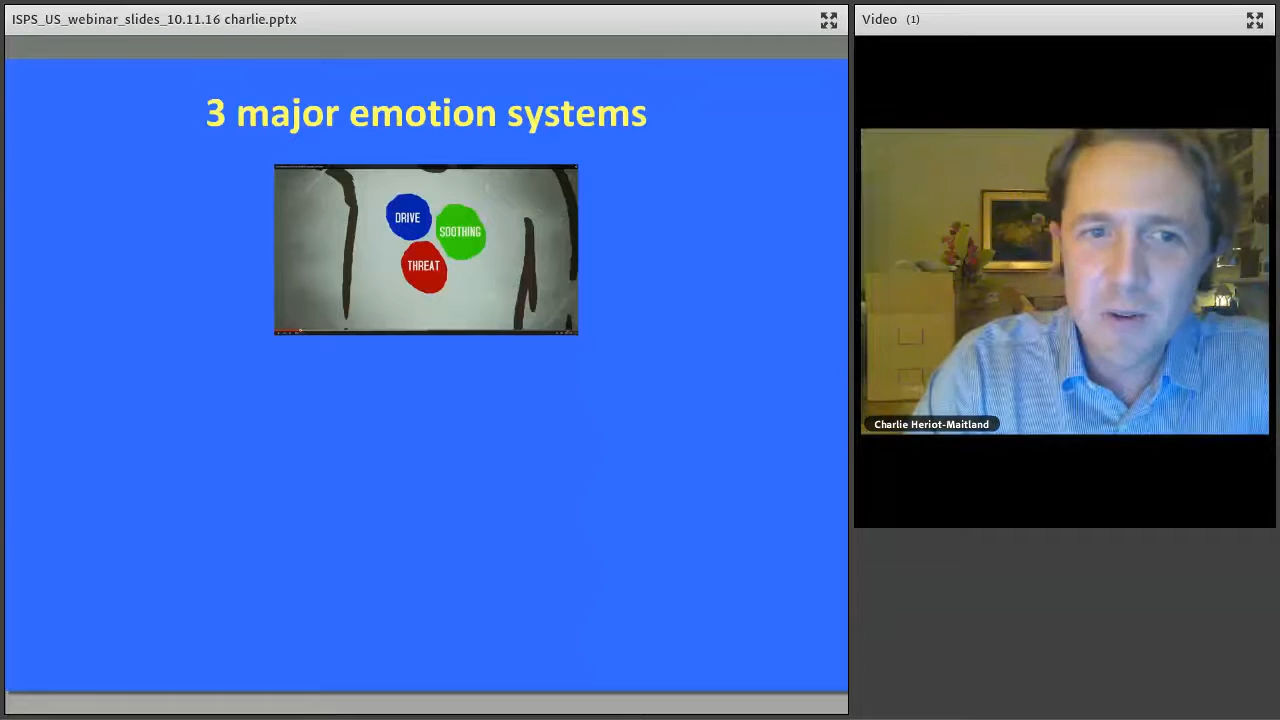 ISPS_US_webinar_slides_10.11.16 charlie.pptx
Video (1)
3 major emotion systems
DRIVE
SOOTHING
THREAT
Charlie Heriot-Maitland